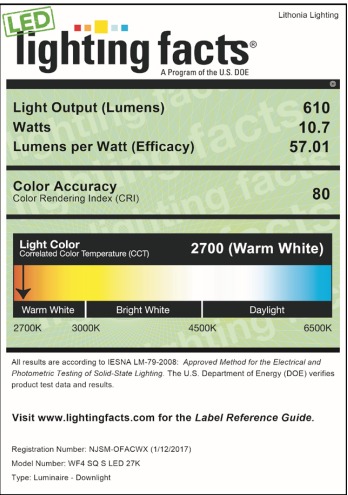 Lithonia Lighting
LED
lighting facts®
A Program of the U.S. DOE
Light Output (Lumens) 610
Watts 10.7
Lumens per Watt (Efficacy) 57.01
Color Accuracy
Color Rendering Index (CRI) 80
Light Color
Correlated Color Temperature (CCT) 2700 (Warm White)
Warm White Bright White Daylight
2700K 3000K 4500K 6500K
All results are according to IESNA LM-79-2008: Approved Method for the Electrical and
Photometric Testing of Solid-State Lighting. The U.S. Department of Energy (DOE) verifies
product test data and results.
Visit www.lightingfacts.com for the Label Reference Guide.
Registration Number: NJSM-OFACWX (1/12/2017)
Model Number: WF4 SQ S LED 27K
Type: Luminaire - Downlight